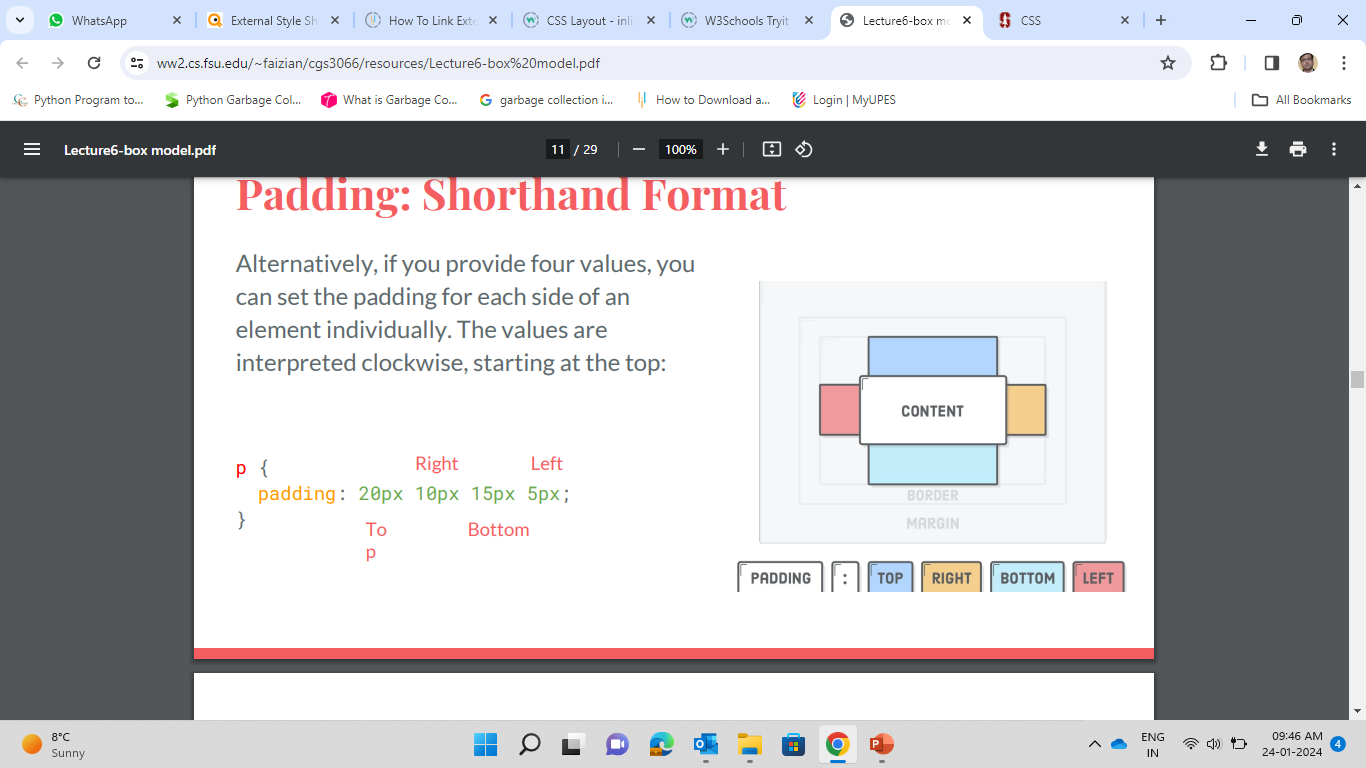 WhatsApp
External Style Sh
How To Link Exte
CSS Layout - inli
W3Schools Tryit
Lecture6-box mo
CSS
ww2.cs.fsu.edu/~faizian/cgs3066/resources/Lecture6-box%20model.pdf
Python Program to...
Python Garbage Col...
What is Garbage Co...
garbage collection i...
How to Download a...
Login | MyUPES
All Bookmarks
Lecture6-box model.pdf
11 / 29
100%
Padding: Shorthand Format
Alternatively, if you provide four values, you
can set the padding for each side of an
element individually. The values are
interpreted clockwise, starting at the top:
p {
Right Left
padding: 20px 10px 15px 5px;
}
To
p
Bottom
CONTENT
BORDER
MARGIN
PADDING : TOP RIGHT BOTTOM LEFT
8°C
Sunny
ENG
IN
09:46 AM
24-01-2024
4